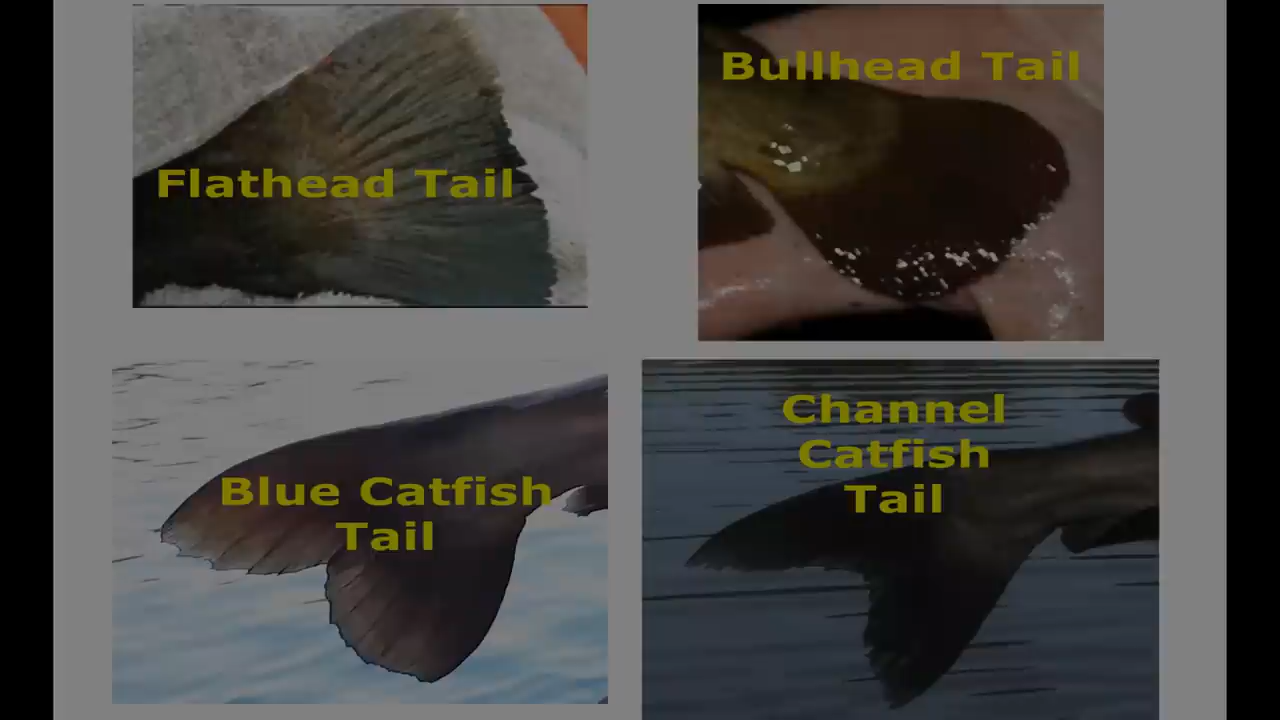 Flathead Tail
Bullhead Tail
Blue Catfish
Tail
Channel
Catfish
Tail